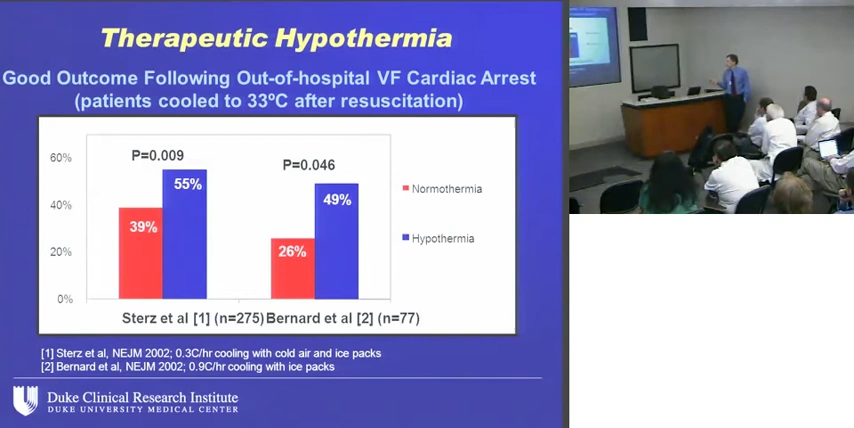 Therapeutic Hypothermia
Good Outcome Following Out-of-hospital VF Cardiac Arrest
(patients cooled to 33ºC after resuscitation)
60%
40%
20%
0%
P=0.009
P=0.046
39%
55%
26%
49%
Normothermia
Hypothermia
Sterz et al [1] (n=275) Bernard et al [2] (n=77)
[1] Sterz et al, NEJM 2002; 0.3C/hr cooling with cold air and ice packs
[2] Bernard et al, NEJM 2002; 0.9C/hr cooling with ice packs
Duke Clinical Research Institute
DUKE UNIVERSITY MEDICAL CENTER